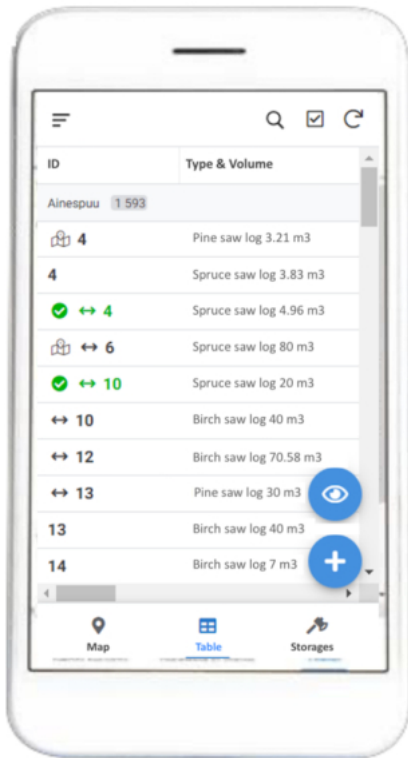 ID Type & Volume
Ainespuu 1 593
4 Pine saw log 3.21 m3
4 Spruce saw log 3.83 m3
4 Spruce saw log 4.96 m3
6 Spruce saw log 80 m3
10 Spruce saw log 20 m3
10 Birch saw log 40 m3
12 Birch saw log 70.58 m3
13 Pine saw log 30 m3
13 Birch saw log 40 m3
14 Birch saw log 7 m3
Map Table Storages